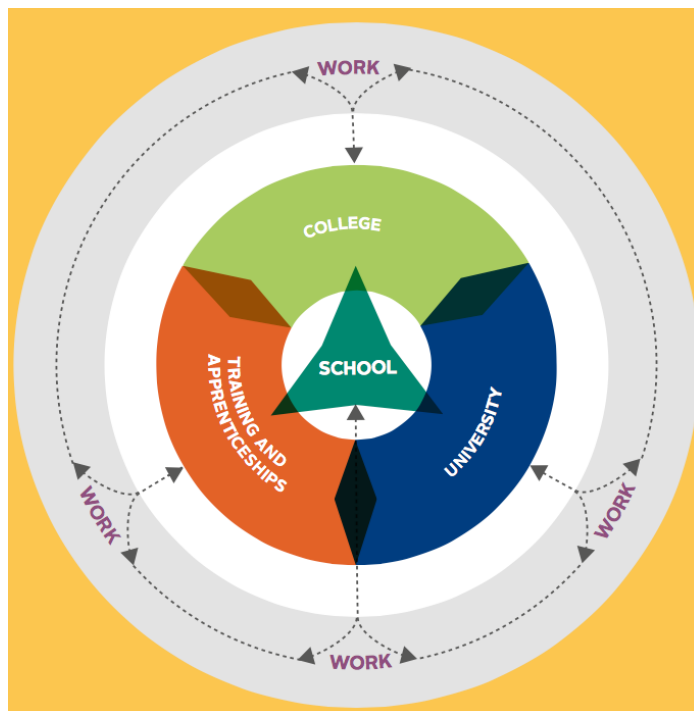 WORK
COLLEGE
SCHOOL
TRAINING AND
APPRENTICESHIPS
UNIVERSITY
WORK
WORK
WORK